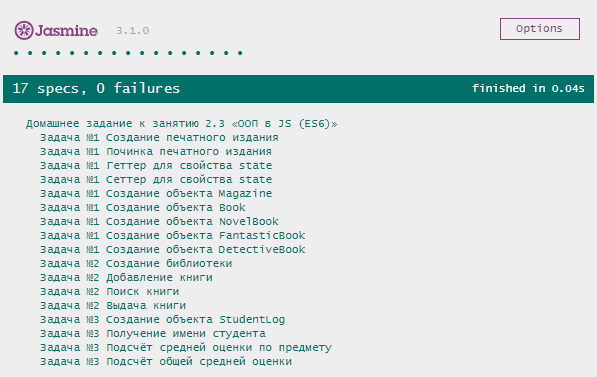 Jasmine 3.1.0
Options
17 specs, 0 failures
finished in 0.04s
Домашнее задание к занятию 2.3 «ООП в JS (ES6)»
Задача №1 Создание печатного издания
Задача №1 Починка печатного издания
Задача №1 Геттер для свойства state
Задача №1 Сеттер для свойства state
Задача №1 Создание объекта Magazine
Задача №1 Создание объекта Book
Задача №1 Создание объекта NovelBook
Задача №1 Создание объекта FantasticBook
Задача №1 Создание объекта DetectiveBook
Задача №2 Создание библиотеки
Задача №2 Добавление книги
Задача №2 Поиск книги
Задача №2 Выдача книги
Задача №3 Создание объекта StudentLog
Задача №3 Получение имени студента
Задача №3 Подсчёт средней оценки по предмету
Задача №3 Подсчёт общей средней оценки